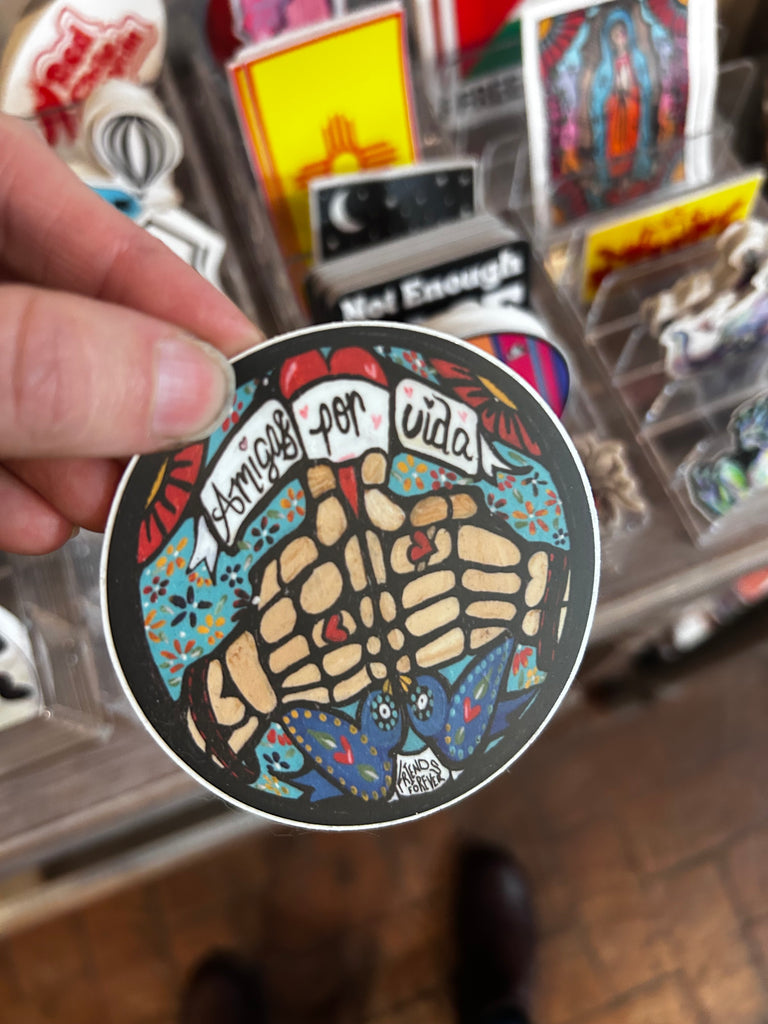 Not Enough
Amigas por vida
FRIENDS
FOREVER